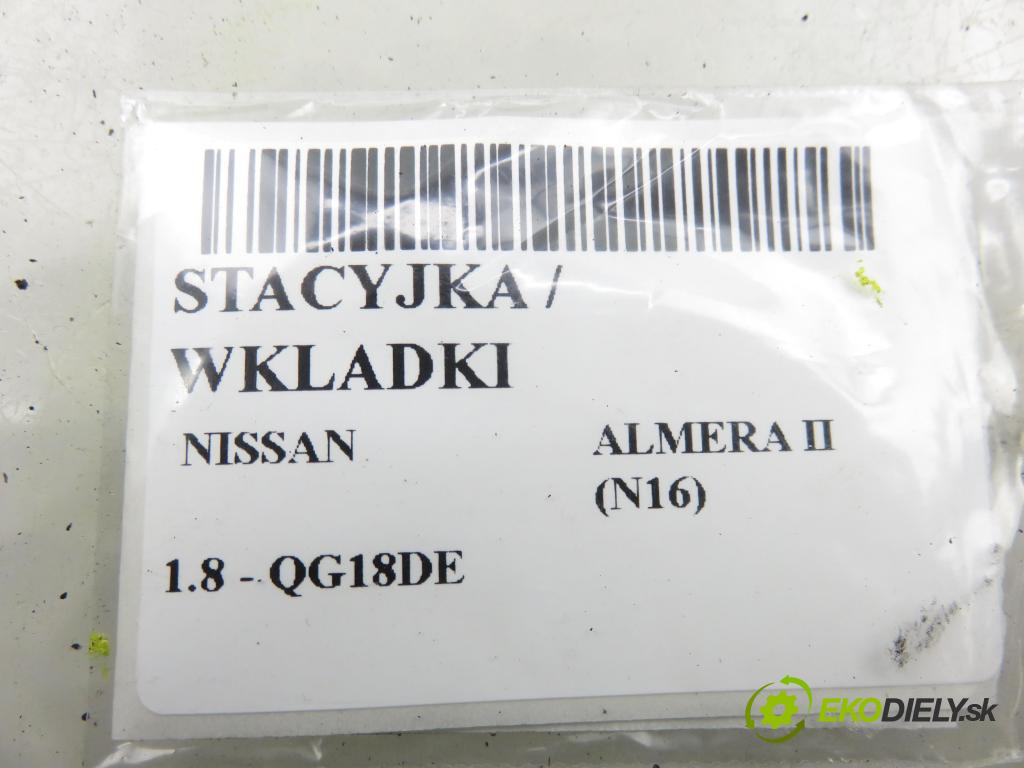 STACYJKA /
WKLADKI
NISSAN ALMERA II
(N16)
1.8 - QG18DE
EKODIELY.sk